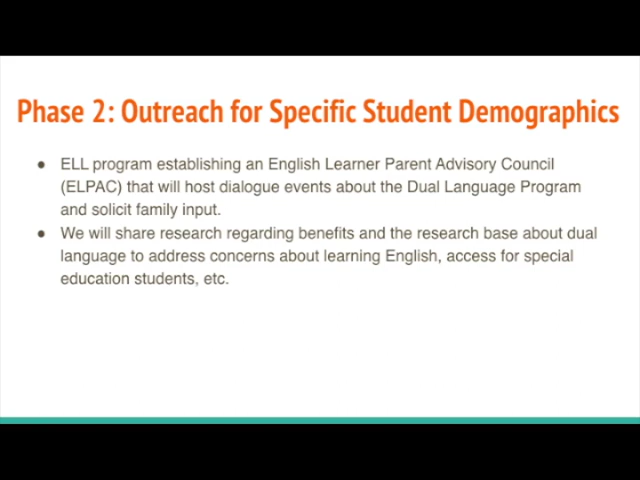 Phase 2: Outreach for Specific Student Demographics
● ELL program establishing an English Learner Parent Advisory Council
(ELPAC) that will host dialogue events about the Dual Language Program
and solicit family input.
● We will share research regarding benefits and the research base about dual
language to address concerns about learning English, access for special
education students, etc.